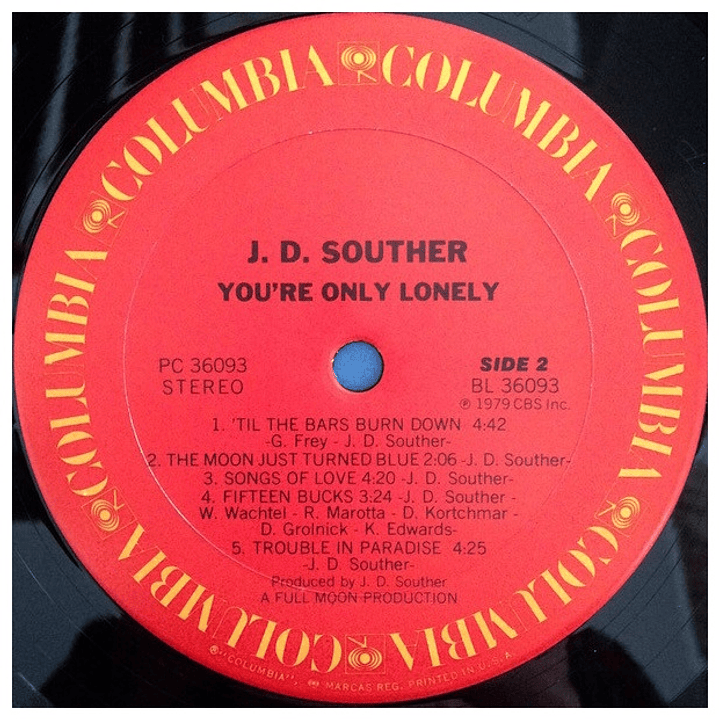 COLUMBIA COLUMBIA COLUMBIA COLUMBIA COLUMBIA COLUMBIA COLUMBIA COLUMBIA
J. D. SOUTHER
YOU'RE ONLY LONELY
PC 36093 SIDE 2
STEREO BL 36093
℗ 1979 CBS Inc.
1. 'TIL THE BARS BURN DOWN 4:42
-G. Frey - J. D. Souther-
2. THE MOON JUST TURNED BLUE 2:06 -J. D. Souther-
3. SONGS OF LOVE 4:20 -J. D. Souther-
4. FIFTEEN BUCKS 3:24 -J. D. Souther -
W. Wachtel - R. Marotta - D. Kortchmar -
D. Grolnick - K. Edwards-
5. TROUBLE IN PARADISE 4:25
-J. D. Souther-
Produced by J. D. Souther
A FULL MOON PRODUCTION
® "COLUMBIA", MARCAS REG. PRINTED IN U.S.A.